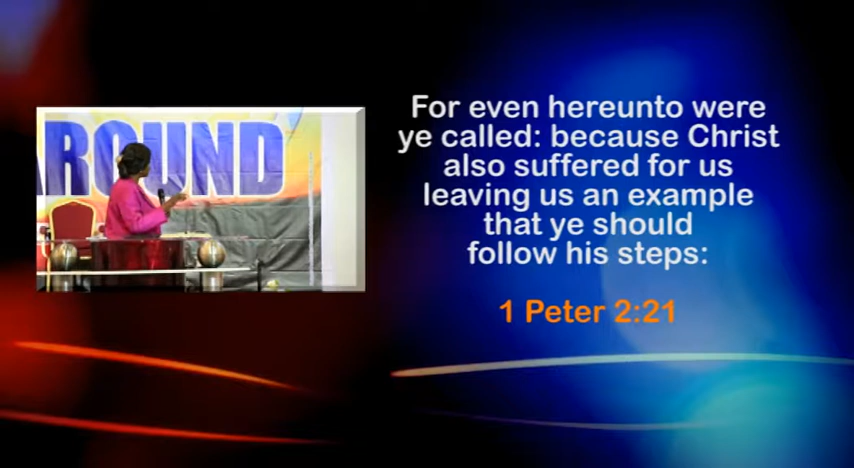 AROUND
For even hereunto were
ye called: because Christ
also suffered for us
leaving us an example
that ye should
follow his steps:
1 Peter 2:21